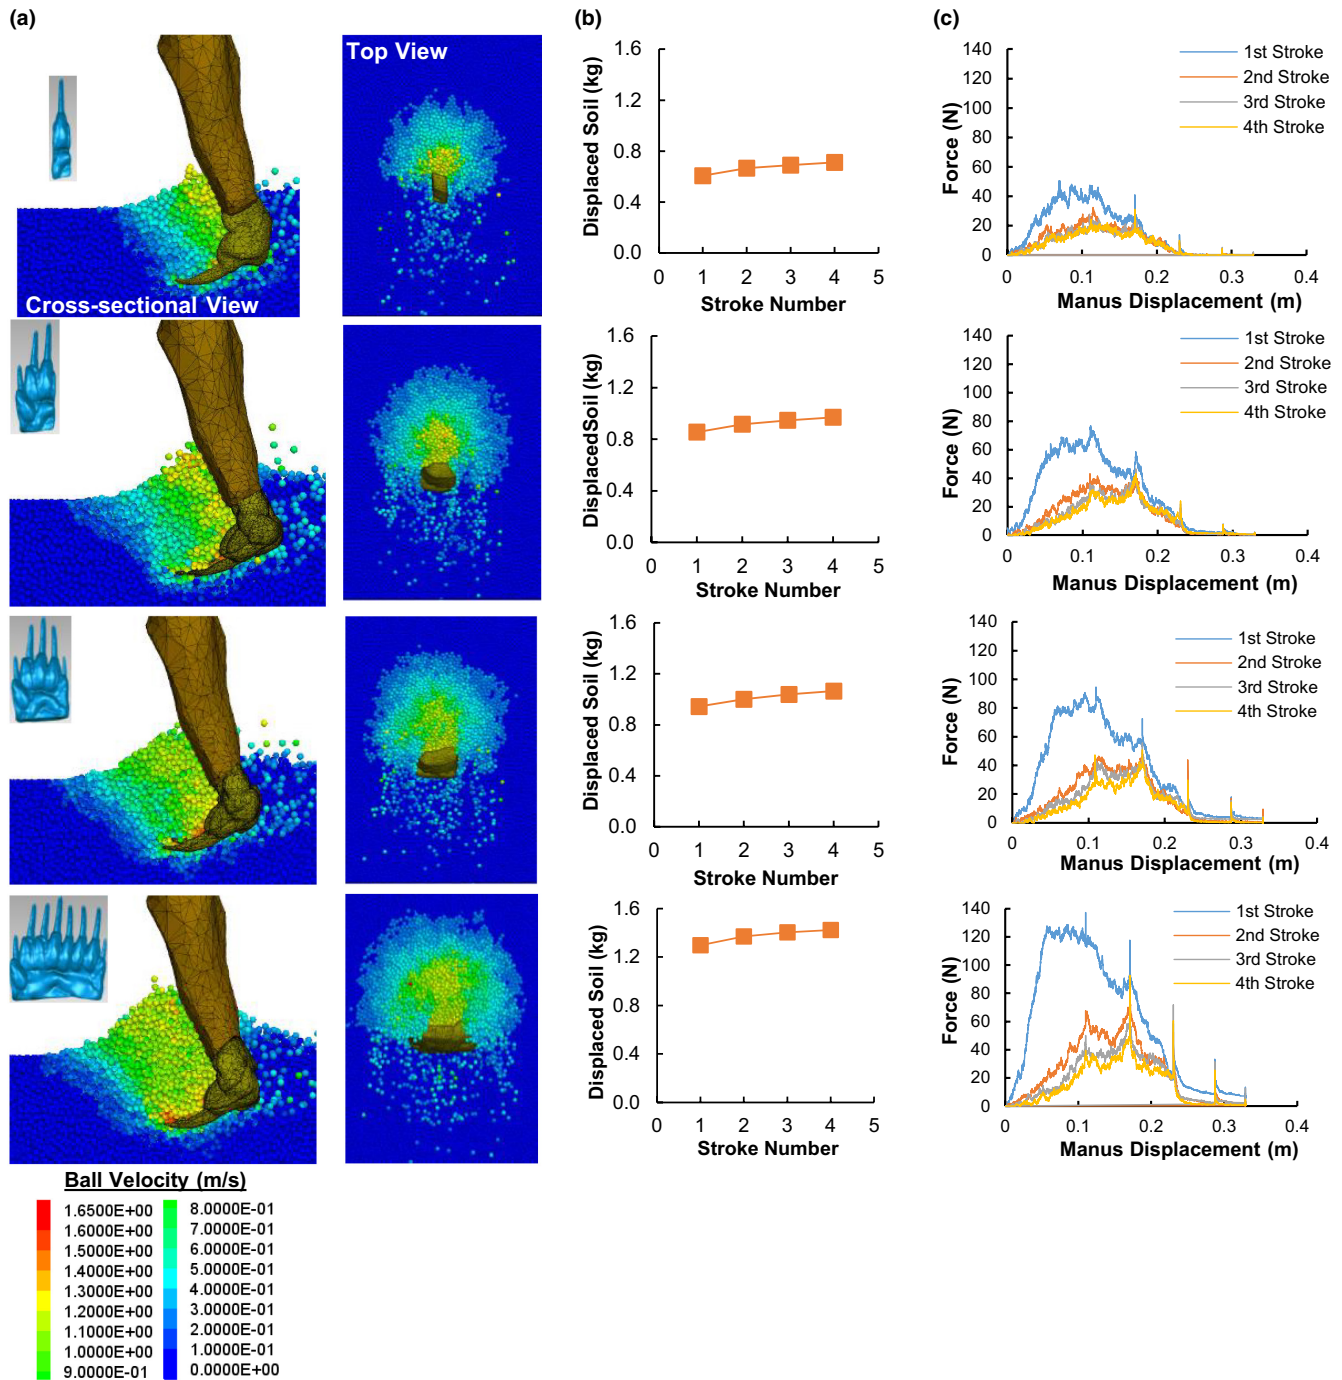 (a)
Top View
Cross-sectional View
Ball Velocity (m/s)
1.6500E+00
1.6000E+00
1.5000E+00
1.4000E+00
1.3000E+00
1.2000E+00
1.1000E+00
1.0000E+00
9.0000E-01
8.0000E-01
7.0000E-01
6.0000E-01
5.0000E-01
4.0000E-01
3.0000E-01
2.0000E-01
1.0000E-01
0.0000E+00
(b)
Displaced Soil (kg)
1.6
1.2
0.8
0.4
0.0
0 1 2 3 4 5
Stroke Number
DisplacedSoil (kg)
1.6
1.2
0.8
0.4
0.0
0 1 2 3 4 5
Stroke Number
Displaced Soil (kg)
1.6
1.2
0.8
0.4
0.0
0 1 2 3 4 5
Stroke Number
Displaced Soil (kg)
1.6
1.2
0.8
0.4
0.0
0 1 2 3 4 5
Stroke Number
(c)
Force (N)
140
120
100
80
60
40
20
0
1st Stroke
2nd Stroke
3rd Stroke
4th Stroke
0 0.1 0.2 0.3 0.4
Manus Displacement (m)
Force (N)
140
120
100
80
60
40
20
0
1st Stroke
2nd Stroke
3rd Stroke
4th Stroke
0 0.1 0.2 0.3 0.4
Manus Displacement (m)
Force (N)
140
120
100
80
60
40
20
0
1st Stroke
2nd Stroke
3rd Stroke
4th Stroke
0 0.1 0.2 0.3 0.4
Manus Displacement (m)
Force (N)
140
120
100
80
60
40
20
0
1st Stroke
2nd Stroke
3rd Stroke
4th Stroke
0 0.1 0.2 0.3 0.4
Manus Displacement (m)